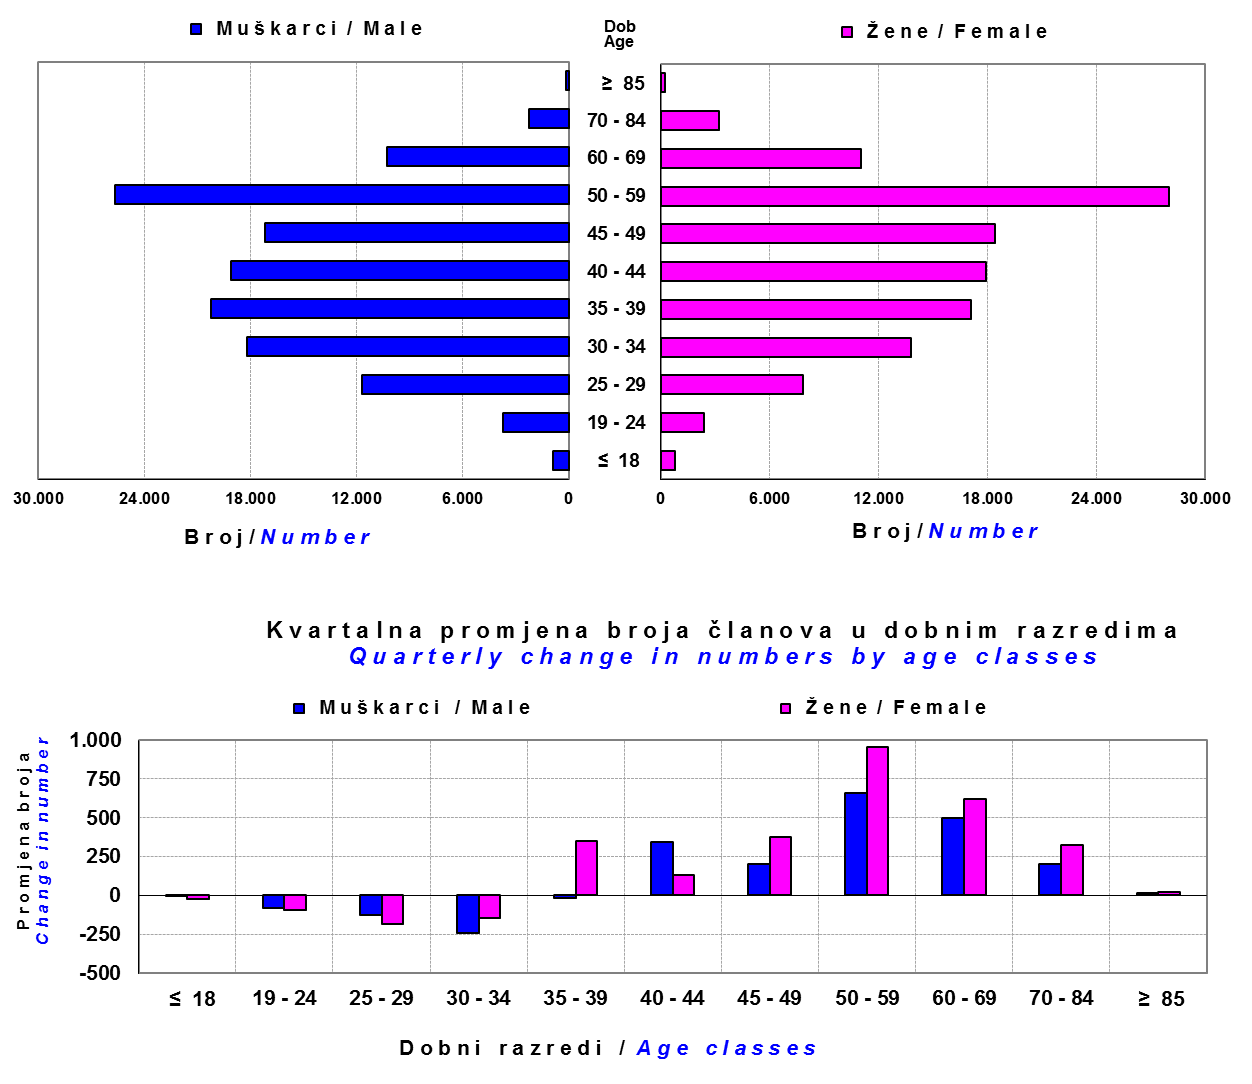 Muškarci / Male
Dob
Age
Žene / Female
≥ 85
70 - 84
60 - 69
50 - 59
45 - 49
40 - 44
35 - 39
30 - 34
25 - 29
19 - 24
≤ 18
30.000 24.000 18.000 12.000 6.000 0
0 6.000 12.000 18.000 24.000 30.000
Broj/Number
Broj/Number
Kvartalna promjena broja članova u dobnim razredima
Quarterly change in numbers by age classes
Muškarci / Male
Žene / Female
Promjena broja
Change in number
1.000
750
500
250
0
-250
-500
≤ 18 19 - 24 25 - 29 30 - 34 35 - 39 40 - 44 45 - 49 50 - 59 60 - 69 70 - 84 ≥ 85
Dobni razredi / Age classes